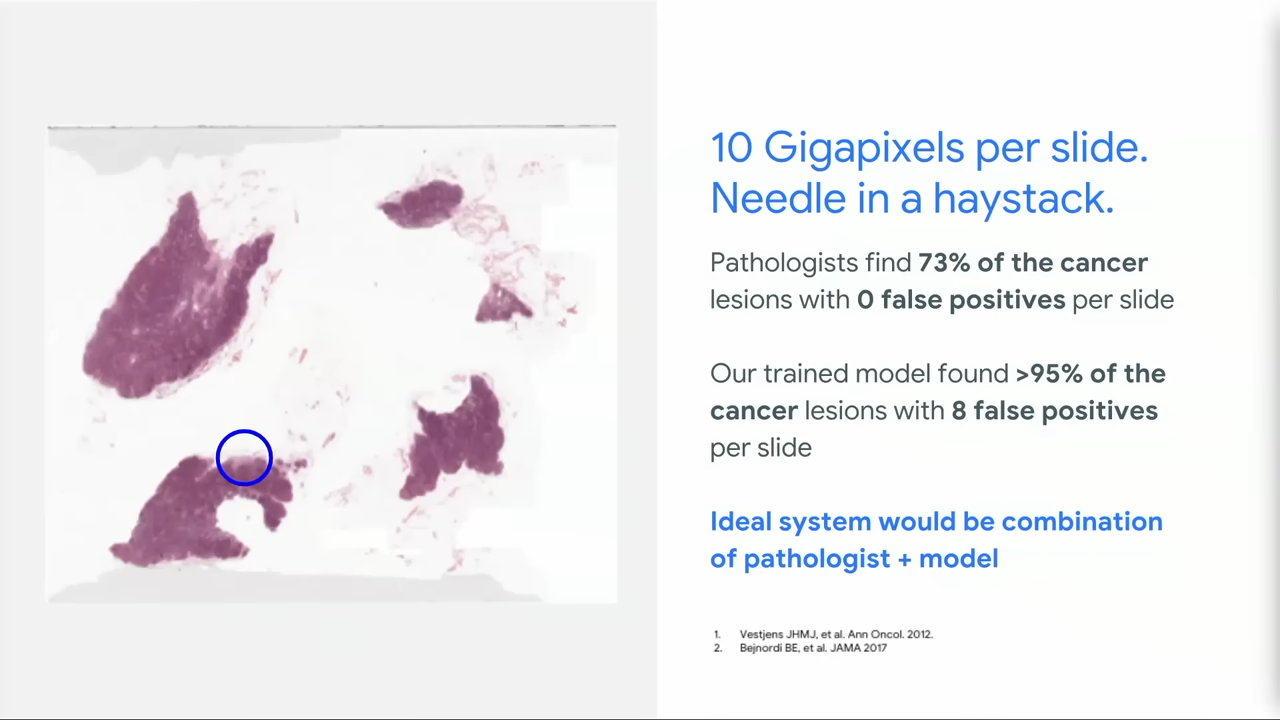 10 Gigapixels per slide.
Needle in a haystack.
Pathologists find 73% of the cancer
lesions with 0 false positives per slide
Our trained model found >95% of the
cancer lesions with 8 false positives
per slide
Ideal system would be combination
of pathologist + model
1. Vestjens JHMJ, et al. Ann Oncol. 2012.
2. Bejnordi BE, et al. JAMA 2017